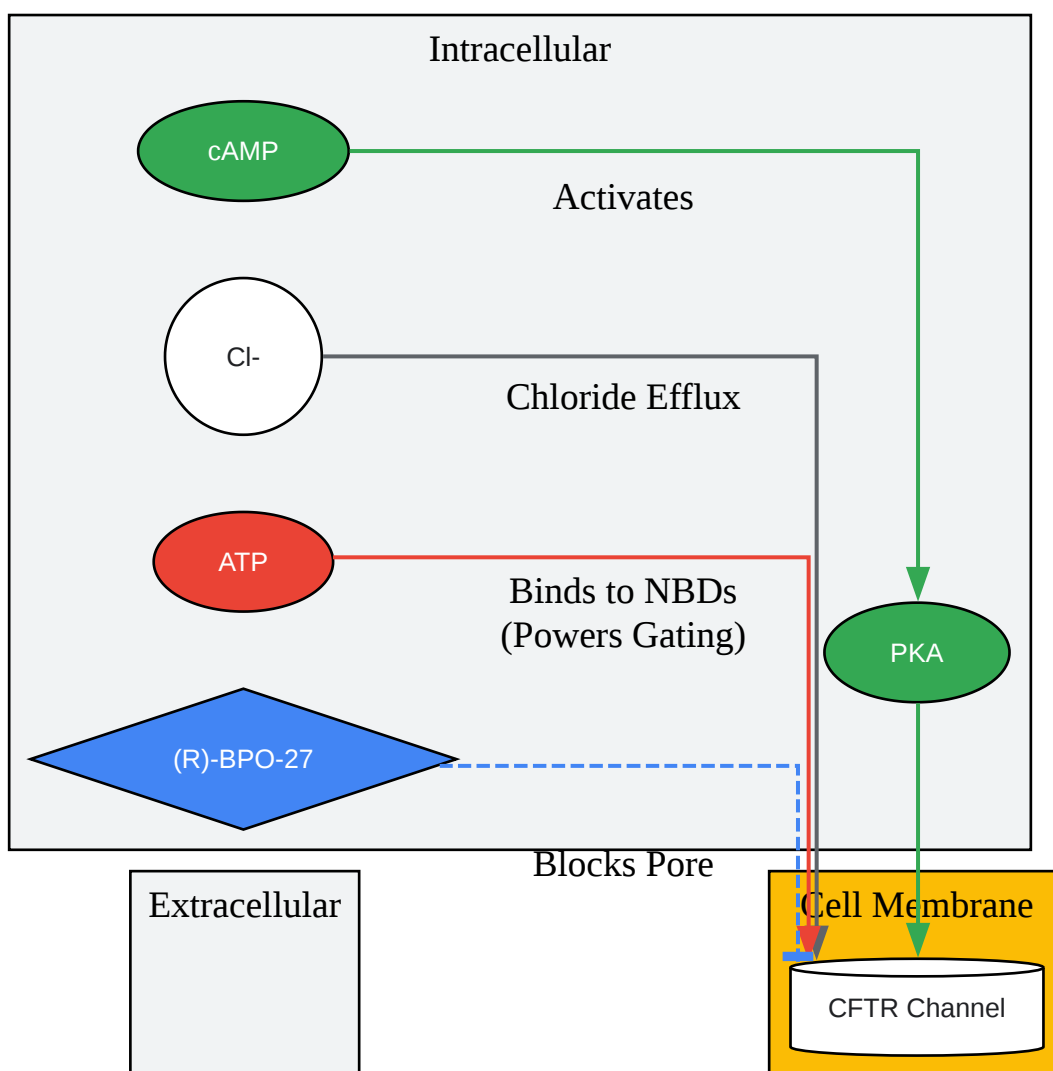 Intracellular
cAMP
Activates
Cl-
Chloride Efflux
ATP
Binds to NBDs
(Powers Gating)
PKA
(R)-BPO-27
Blocks Pore
Extracellular
Cell Membrane
CFTR Channel